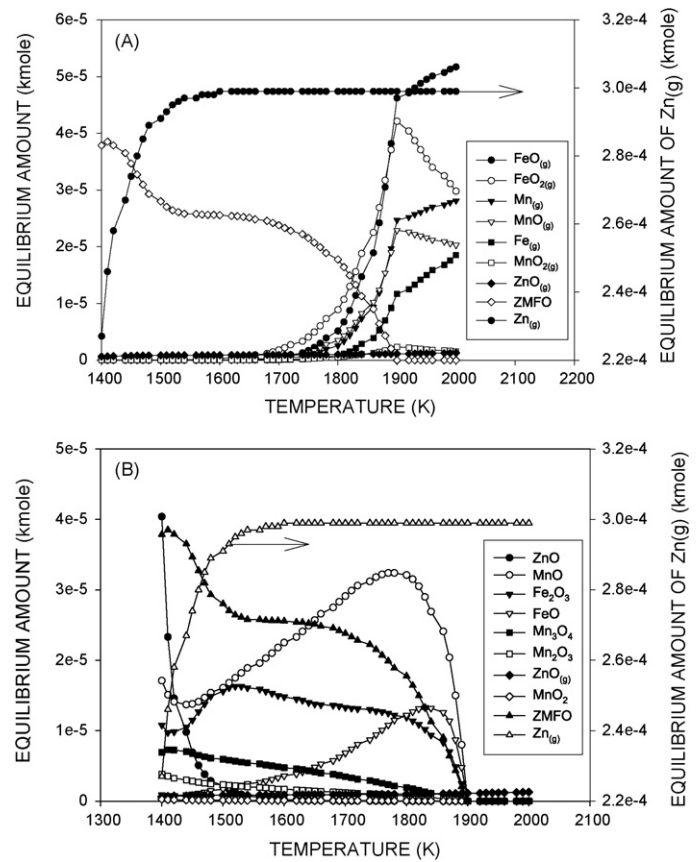 (A)
EQUILIBRIUM AMOUNT (kmole)
6e-5
5e-5
4e-5
3e-5
2e-5
1e-5
0
1400 1500 1600 1700 1800 1900 2000 2100 2200
TEMPERATURE (K)
3.2e-4
3.0e-4
2.8e-4
2.6e-4
2.4e-4
2.2e-4
EQUILIBRIUM AMOUNT OF Zn(g) (kmole)
FeO(g)
FeO2(g)
Mn(g)
MnO(g)
Fe(g)
MnO2(g)
ZnO(g)
ZMFO
Zn(g)
(B)
EQUILIBRIUM AMOUNT (kmole)
5e-5
4e-5
3e-5
2e-5
1e-5
0
1300 1400 1500 1600 1700 1800 1900 2000 2100
TEMPERATURE (K)
3.2e-4
3.0e-4
2.8e-4
2.6e-4
2.4e-4
2.2e-4
EQUILIBRIUM AMOUNT OF Zn(g) (kmole)
ZnO
MnO
Fe2O3
FeO
Mn3O4
Mn2O3
ZnO(g)
MnO2
ZMFO
Zn(g)